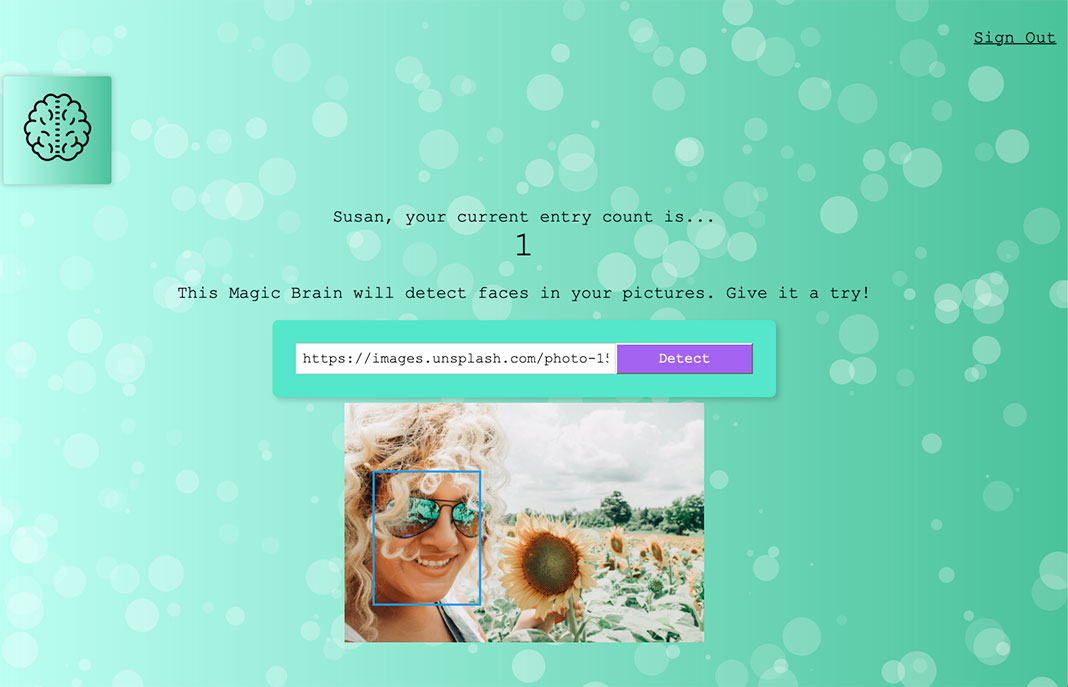 Sign Out
Susan, your current entry count is...
1
This Magic Brain will detect faces in your pictures. Give it a try!
https://images.unsplash.com/photo-15
Detect